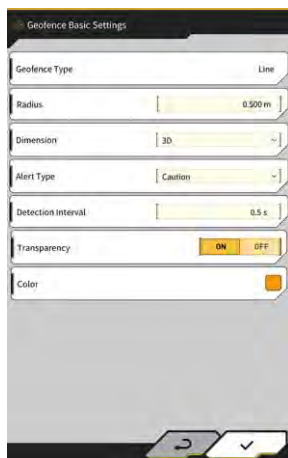 Geofence Basic Settings
Geofence Type Line
Radius 0.500 m
Dimension 3D
Alert Type Caution
Detection Interval 0.5 s
Transparency ON OFF
Color